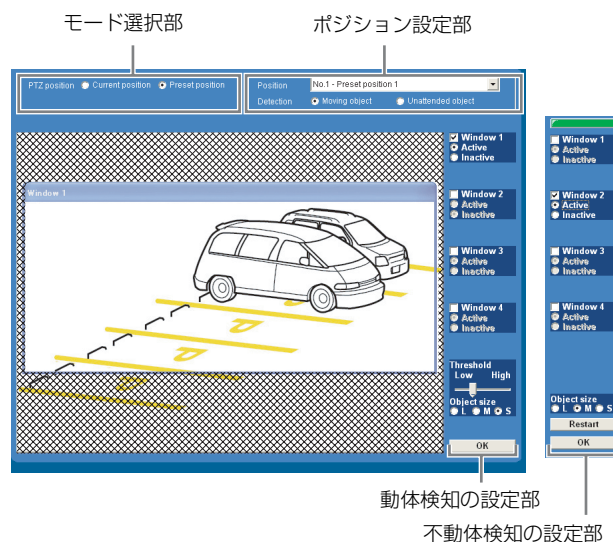 モード選択部
ポジション設定部
PTZ position Current position Preset position
Position No.1 - Preset position 1
Detection Moving object Unattended object
Window 1
Window 1
Active
Inactive
Window 2
Active
Inactive
Window 3
Active
Inactive
Window 4
Active
Inactive
Threshold
Low High
Object size
L M S
OK
Window 1
Active
Inactive
Window 2
Active
Inactive
Window 3
Active
Inactive
Window 4
Active
Inactive
Object size
L M S
Restart
OK
動体検知の設定部
不動体検知の設定部